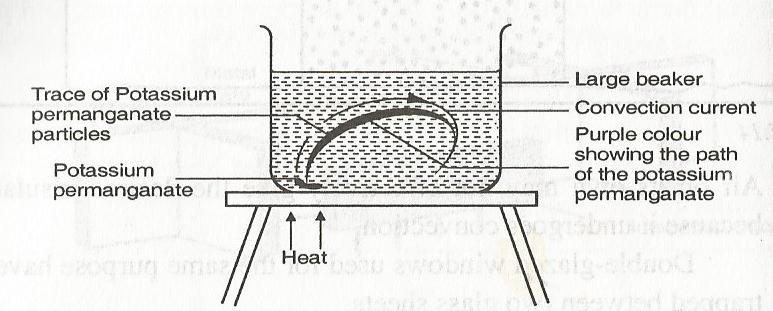 Trace of Potassium
permanganate
particles
Potassium
permanganate
Heat
Large beaker
Convection current
Purple colour
showing the path
of the potassium
permanganate